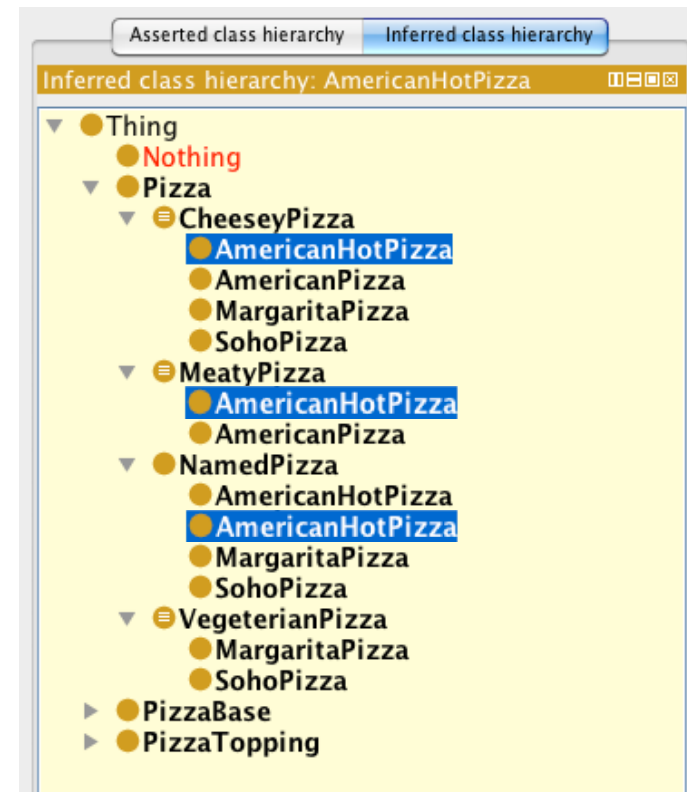 Asserted class hierarchy Inferred class hierarchy
Inferred class hierarchy: AmericanHotPizza
Thing
Nothing
Pizza
CheeseyPizza
AmericanHotPizza
AmericanPizza
MargaritaPizza
SohoPizza
MeatyPizza
AmericanHotPizza
AmericanPizza
NamedPizza
AmericanHotPizza
AmericanHotPizza
MargaritaPizza
SohoPizza
VegeterianPizza
MargaritaPizza
SohoPizza
PizzaBase
PizzaTopping